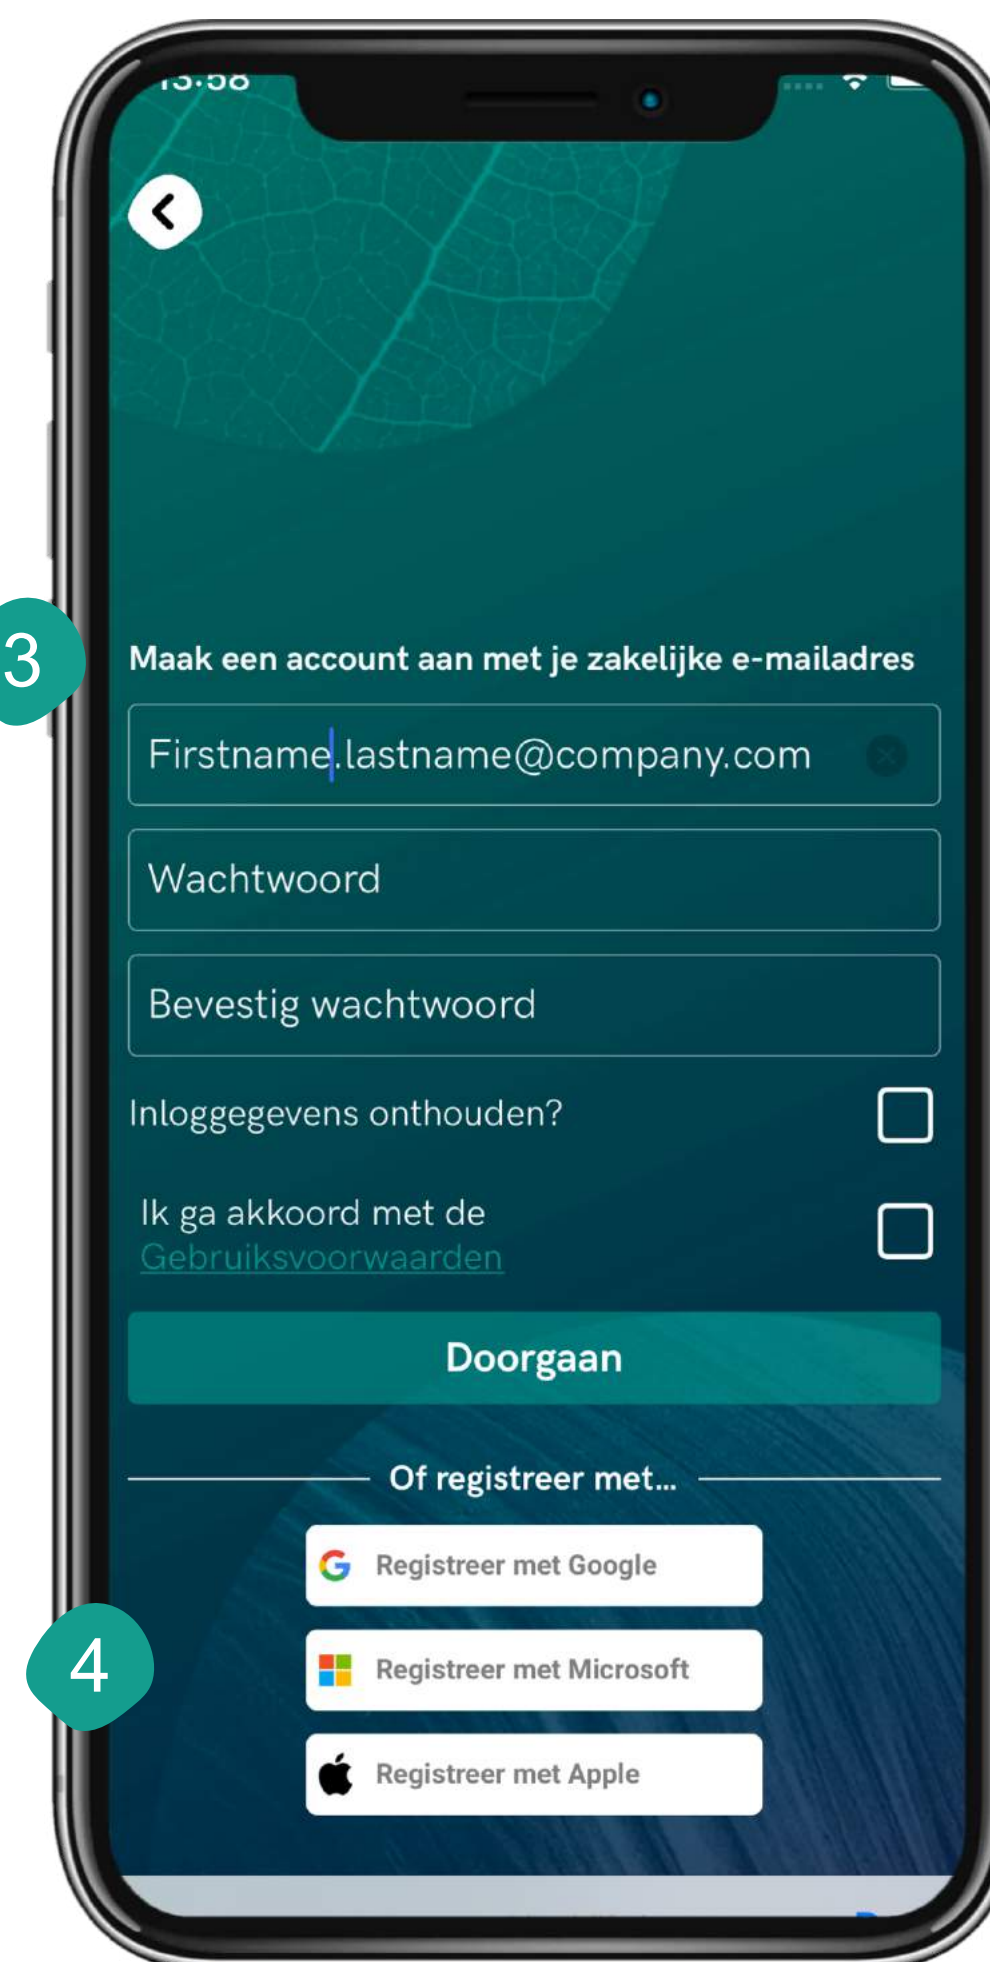 13:58
3
Maak een account aan met je zakelijke e-mailadres
Firstname.lastname@company.com
Wachtwoord
Bevestig wachtwoord
Inloggegevens onthouden?
Ik ga akkoord met de
Gebruiksvoorwaarden
Doorgaan
Of registreer met...
Registreer met Google
4
Registreer met Microsoft
Registreer met Apple